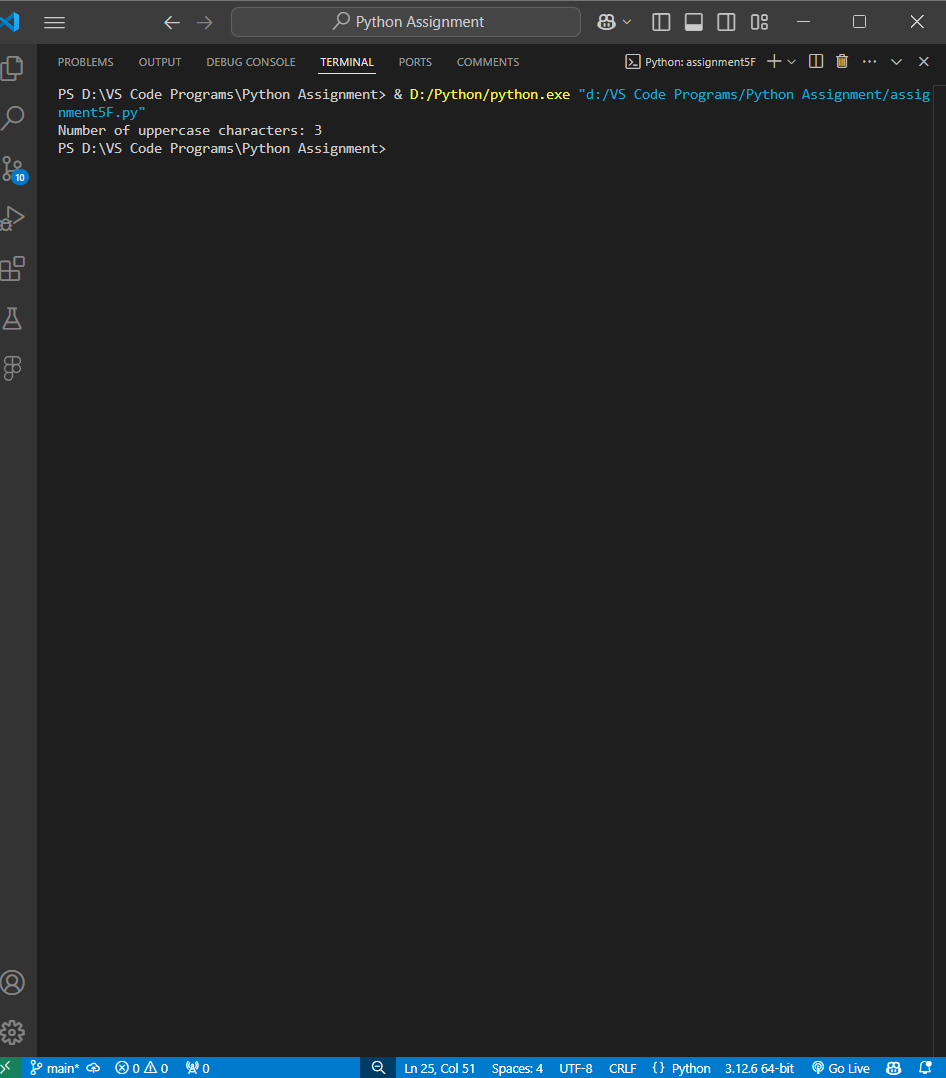 Python Assignment
PROBLEMS OUTPUT DEBUG CONSOLE TERMINAL PORTS COMMENTS Python: assignment5F
PS D:\VS Code Programs\Python Assignment> & D:/Python/python.exe "d:/VS Code Programs/Python Assignment/assig
nment5F.py"
Number of uppercase characters: 3
PS D:\VS Code Programs\Python Assignment>
10
main* 0 0 0 Ln 25, Col 51 Spaces: 4 UTF-8 CRLF {} Python 3.12.6 64-bit Go Live